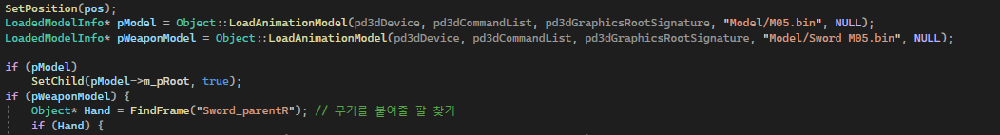 SetPosition(pos);
LoadedModelInfo* pModel = Object::LoadAnimationModel(pd3dDevice, pd3dCommandList, pd3dGraphicsRootSignature, "Model/M05.bin", NULL);
LoadedModelInfo* pWeaponModel = Object::LoadAnimationModel(pd3dDevice, pd3dCommandList, pd3dGraphicsRootSignature, "Model/Sword_M05.bin", NULL);
if (pModel)
SetChild(pModel->m_pRoot, true);
if (pWeaponModel) {
Object* Hand = FindFrame("Sword_parentR"); // 무기를 붙여줄 팔 찾기
if (Hand) {